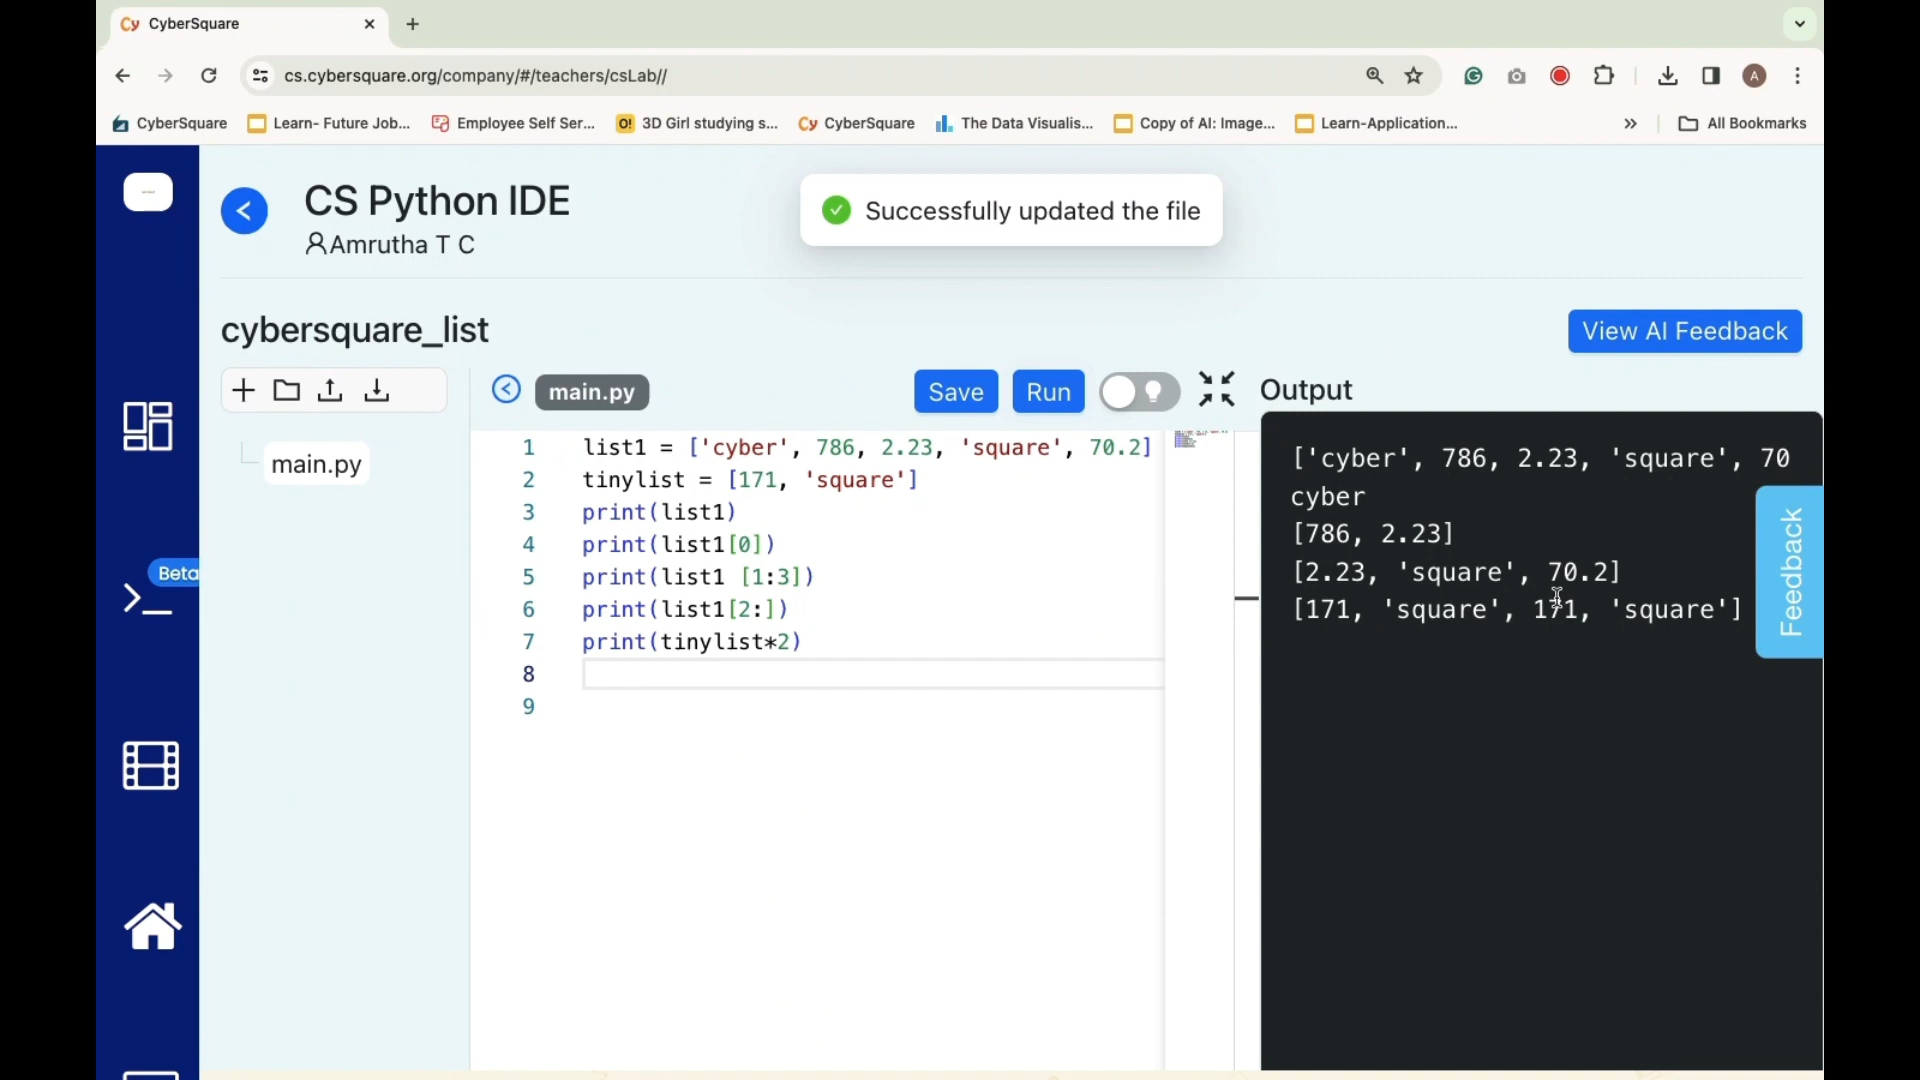 Cy CyberSquare
cs.cybersquare.org/company/#/teachers/csLab//
A
CyberSquare
Learn- Future Job...
Employee Self Ser...
O! 3D Girl studying s...
Cy CyberSquare
The Data Visualis...
Copy of AI: Image...
Learn-Application...
All Bookmarks
CS Python IDE
Amrutha T C
Successfully updated the file
cybersquare_list
View AI Feedback
main.py
Save
Run
Output
main.py
Beta
1 list1 = ['cyber', 786, 2.23, 'square', 70.2]
2 tinylist = [171, 'square']
3 print(list1)
4 print(list1[0])
5 print(list1 [1:3])
6 print(list1[2:])
7 print(tinylist*2)
8
9
['cyber', 786, 2.23, 'square', 70
cyber
[786, 2.23]
[2.23, 'square', 70.2]
[171, 'square', 171, 'square']
Feedback